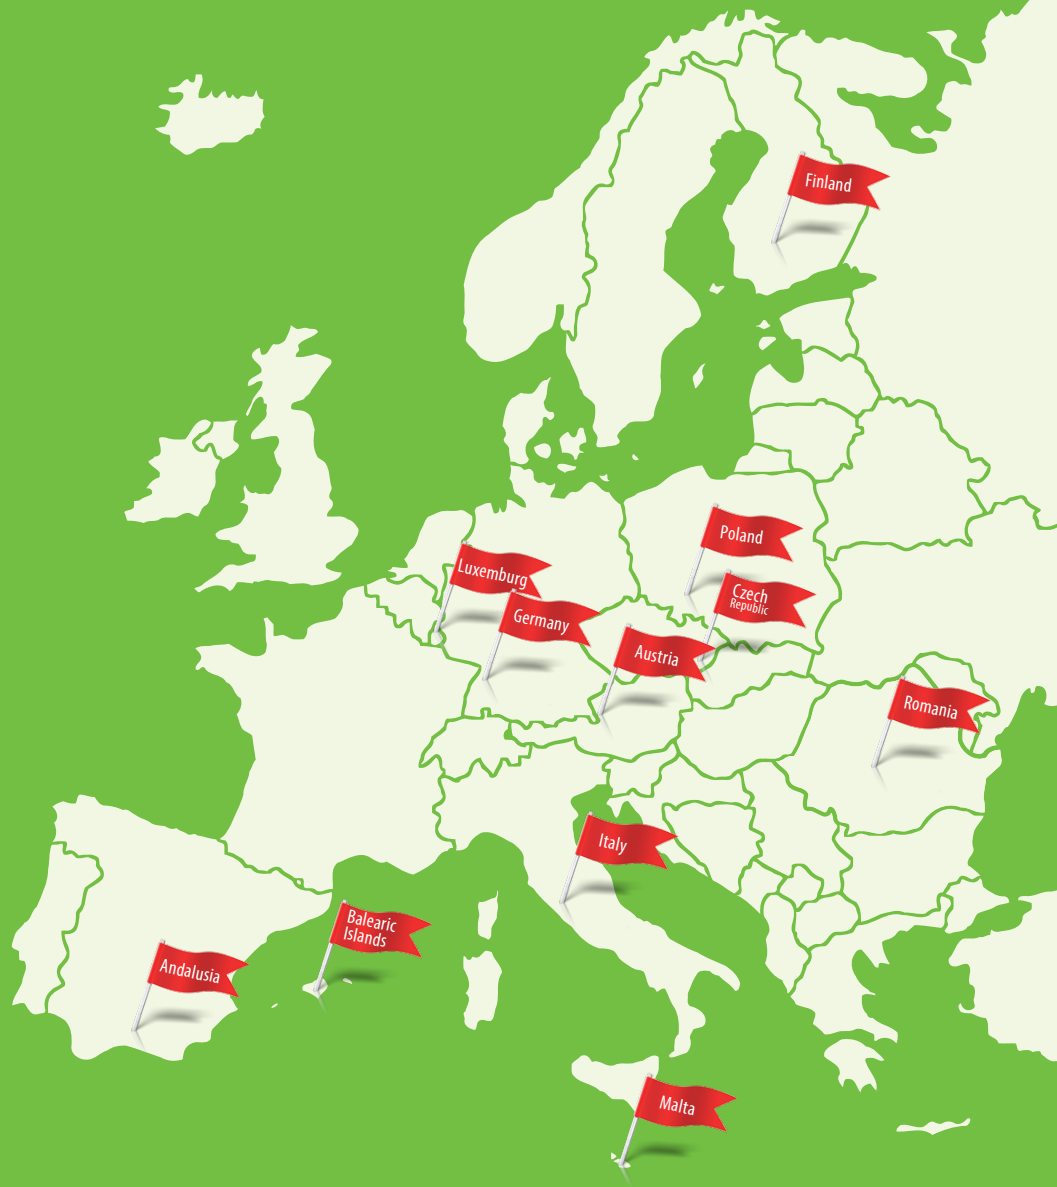 Finland
Poland
Luxemburg
Czech
Republic
Germany
Austria
Romania
Italy
Balearic
Islands
Andalusia
Malta